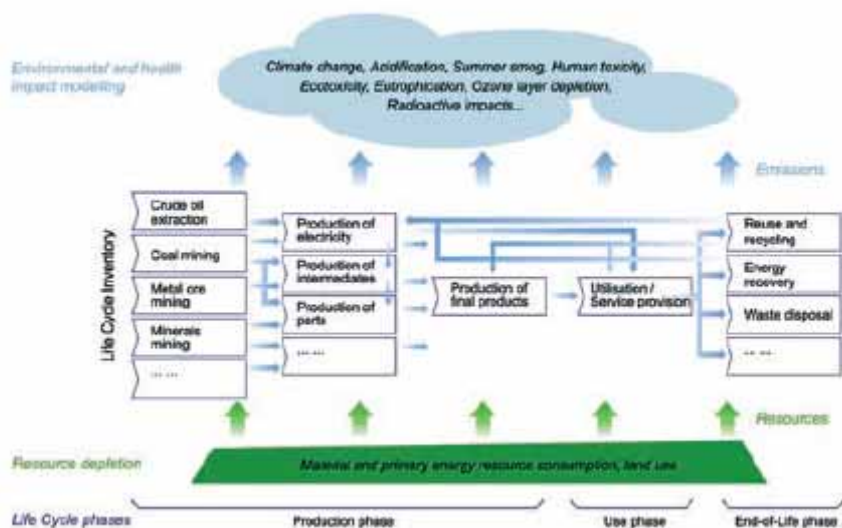 Environmental and health
impact modelling
Climate change, Acidification, Summer smog, Human toxicity,
Ecotoxicity, Eutrophication, Ozone layer depletion,
Radioactive impacts...
Emissions
Life Cycle Inventory
Crude oil
extraction
Coal mining
Metal ore
mining
Minerals
mining
... ...
Production of
electricity
Production of
intermediates
Production of
parts
... ...
Production of
final products
Utilisation /
Service provision
Reuse and
recycling
Energy
recovery
Waste disposal
... ...
Resources
Resource depletion
Material and primary energy resource consumption, land use
Life Cycle phases
Production phase
Use phase
End-of-Life phase